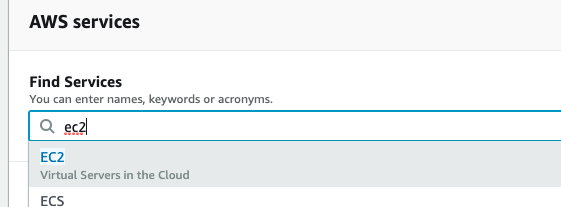 AWS services
Find Services
You can enter names, keywords or acronyms.
ec2
EC2
Virtual Servers in the Cloud
ECS